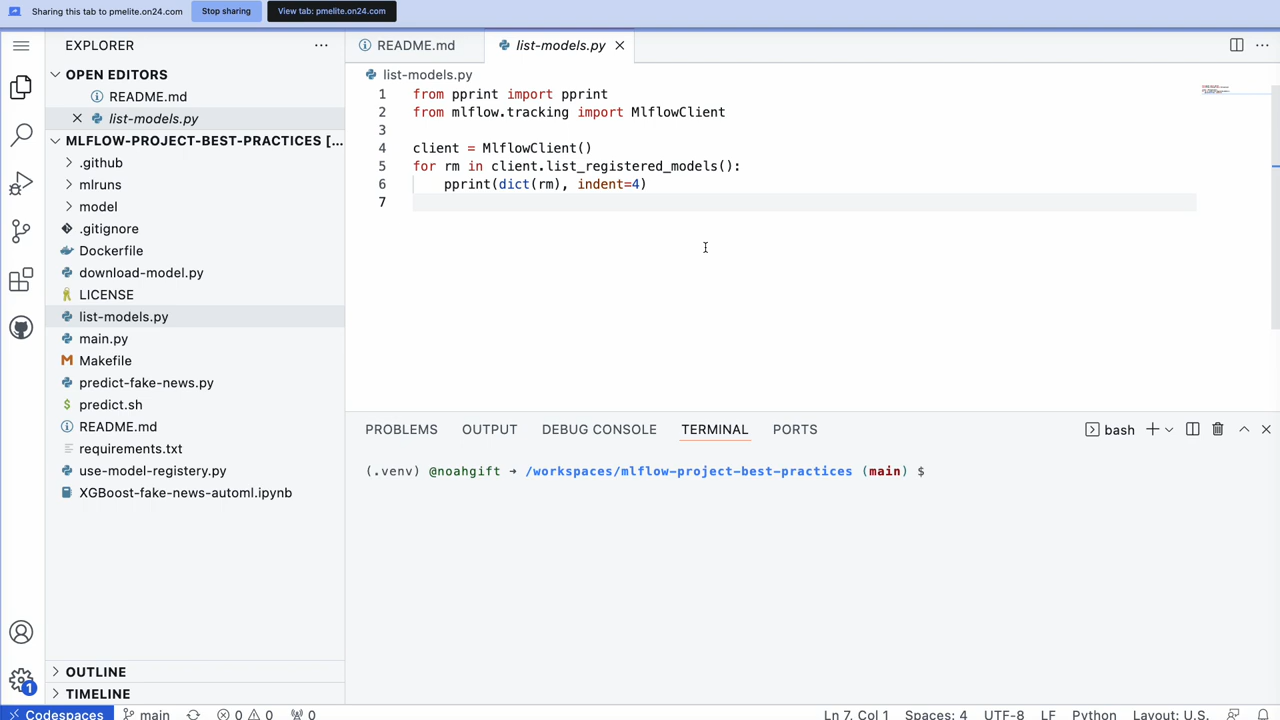 Sharing this tab to pmelite.on24.com
Stop sharing
View tab: pmelite.on24.com
EXPLORER
OPEN EDITORS
README.md
list-models.py
MLFLOW-PROJECT-BEST-PRACTICES [...
.github
mlruns
model
.gitignore
Dockerfile
download-model.py
LICENSE
list-models.py
main.py
Makefile
predict-fake-news.py
predict.sh
README.md
requirements.txt
use-model-registery.py
XGBoost-fake-news-automl.ipynb
OUTLINE
TIMELINE
README.md
list-models.py
list-models.py
1 from pprint import pprint
2 from mlflow.tracking import MlflowClient
3
4 client = MlflowClient()
5 for rm in client.list_registered_models():
6 pprint(dict(rm), indent=4)
7
PROBLEMS OUTPUT DEBUG CONSOLE TERMINAL PORTS
bash
(.venv) @noahgift → /workspaces/mlflow-project-best-practices (main) $
1
Codespaces main 0 0 0 Ln 7, Col 1 Spaces: 4 UTF-8 LF Python Layout: U.S.